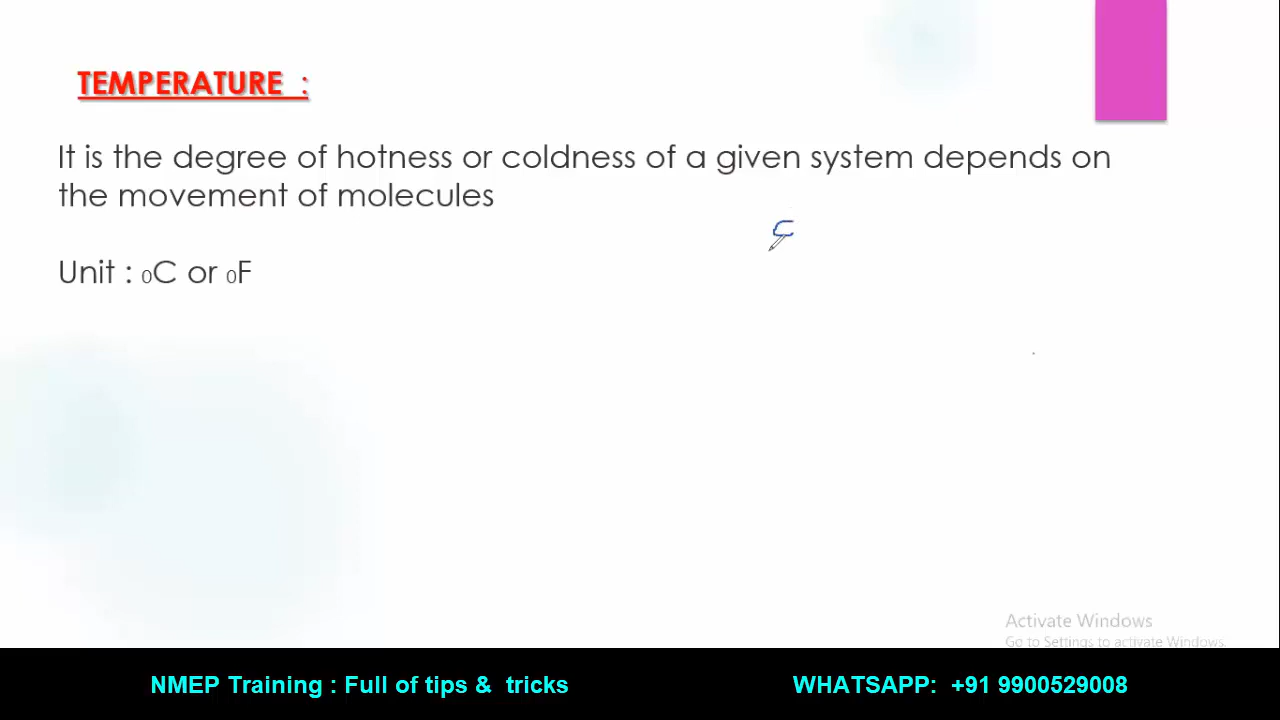 TEMPERATURE :
It is the degree of hotness or coldness of a given system depends on
the movement of molecules
Unit : ₀C or ₀F
Activate Windows
Go to Settings to activate Windows.
NMEP Training : Full of tips & tricks
WHATSAPP: +91 9900529008